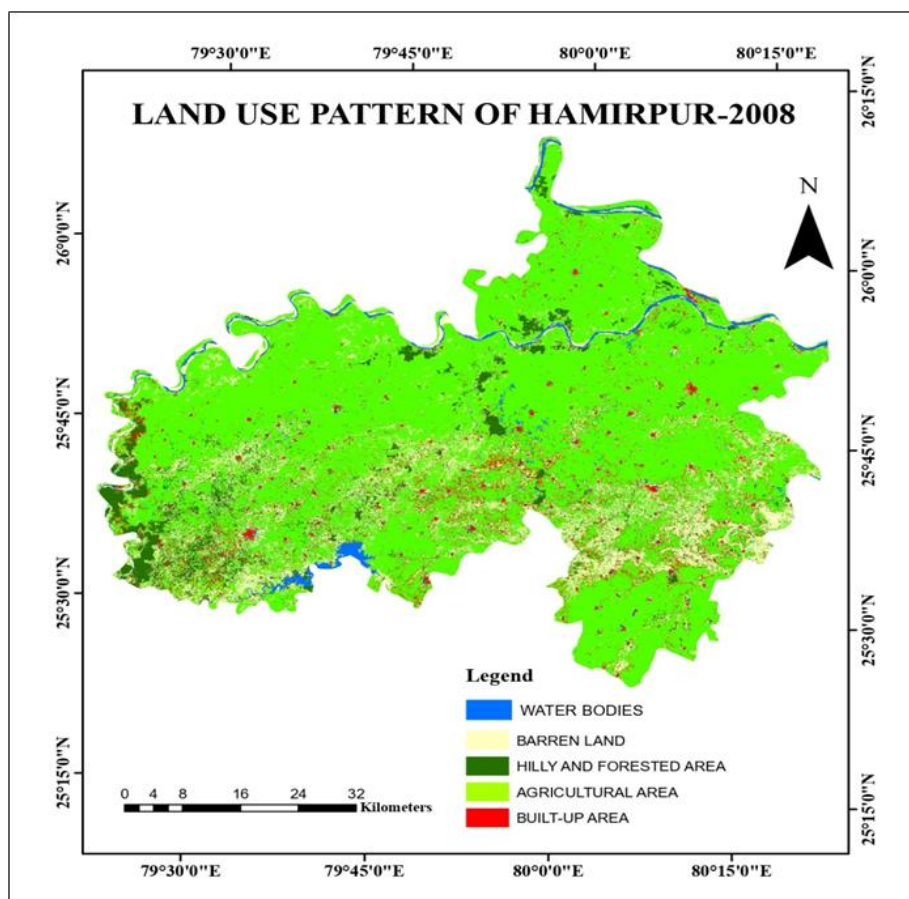 79°30'0"E 79°45'0"E 80°0'0"E 80°15'0"E
LAND USE PATTERN OF HAMIRPUR-2008
26°15'0"N
N
26°0'0"N
26°0'0"N
25°45'0"N
25°45'0"N
25°30'0"N
25°30'0"N
Legend
WATER BODIES
BARREN LAND
HILLY AND FORESTED AREA
AGRICULTURAL AREA
BUILT-UP AREA
25°15'0"N
25°15'0"N
0 2 4 8 16 24 32
Kilometers
79°30'0"E 79°45'0"E 80°0'0"E 80°15'0"E